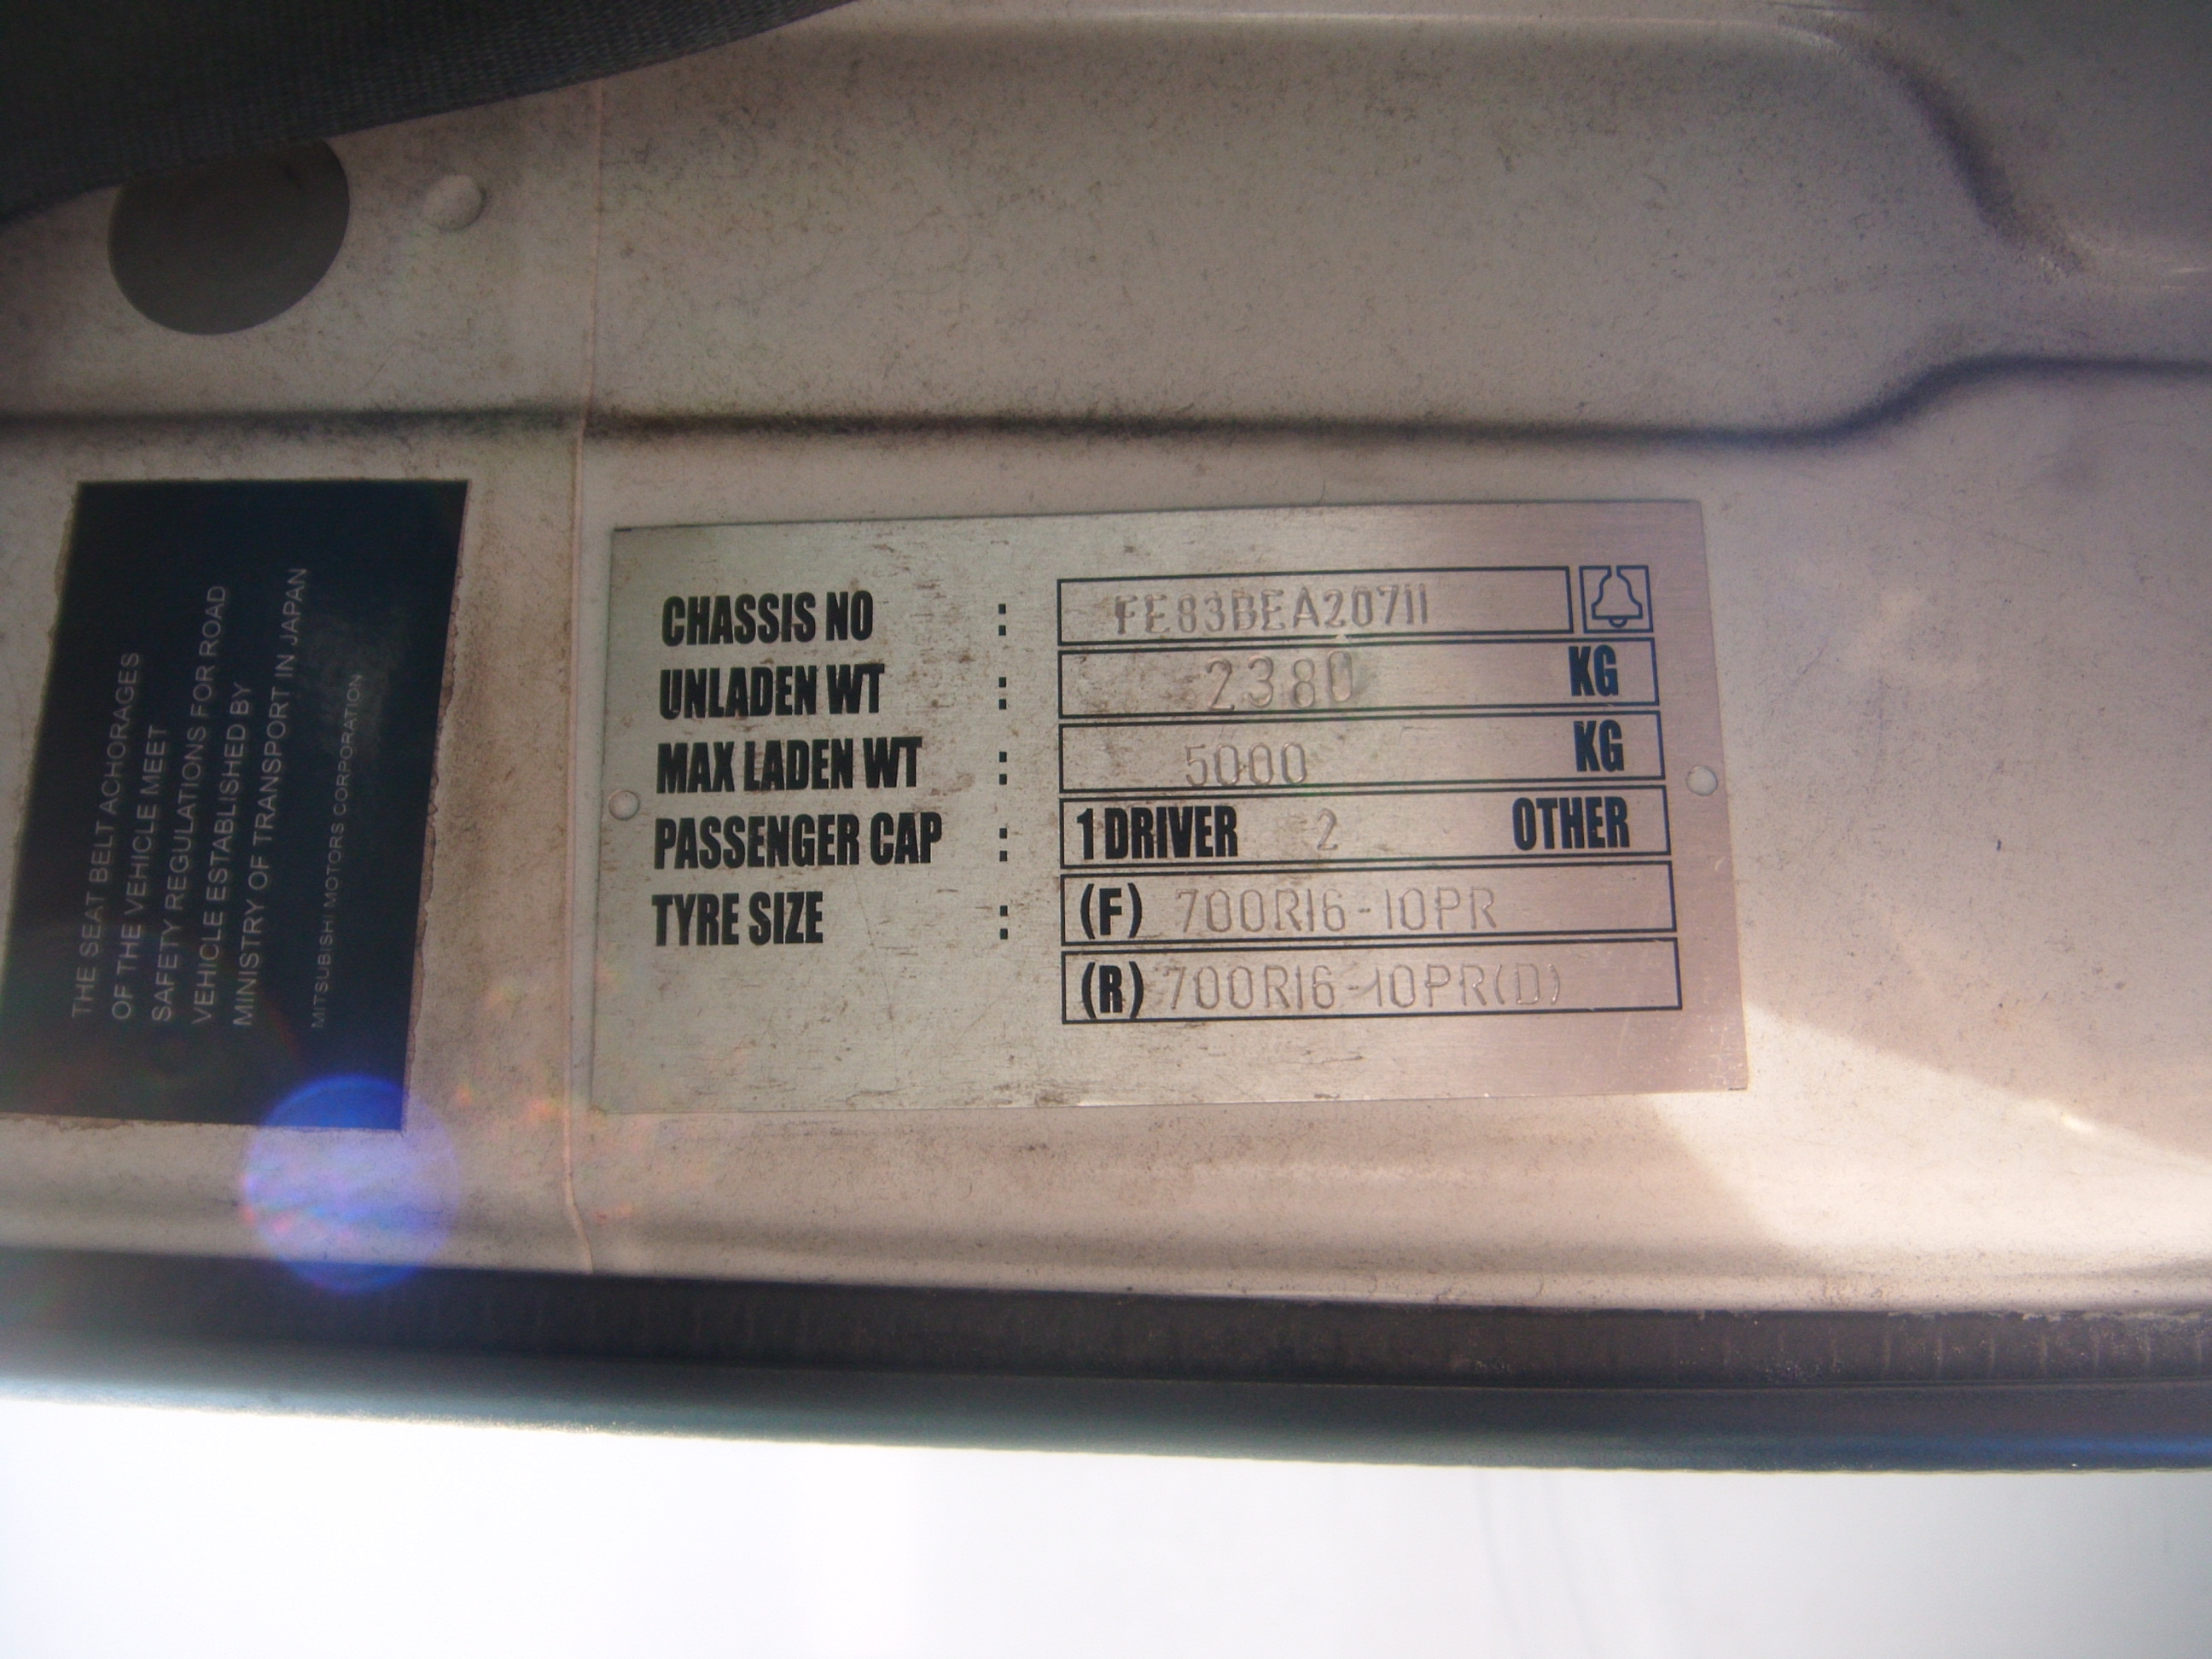 THE SEAT BELT ACHORAGES
OF THE VEHICLE MEET
SAFETY REGULATIONS FOR ROAD
VEHICLE ESTABLISHED BY
MINISTRY OF TRANSPORT IN JAPAN
MITSUBISHI MOTORS CORPORATION
CHASSIS NO : FE83BEA20711
UNLADEN WT : 2380 KG
MAX LADEN WT : 5000 KG
PASSENGER CAP : 1 DRIVER 2 OTHER
TYRE SIZE : (F) 700R16-10PR
(R) 700R16-10PR(D)